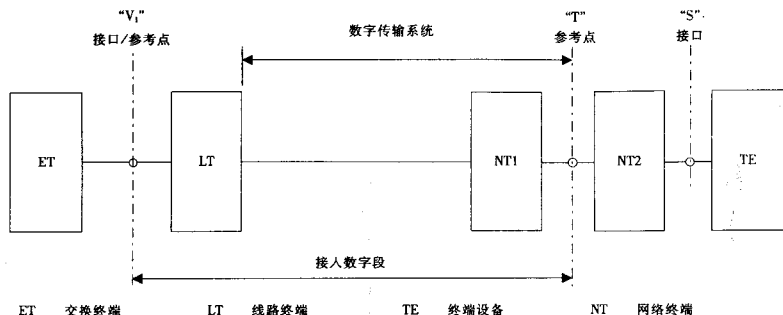 “V₁”
接口/参考点
数字传输系统
“T”
参考点
“S”
接口
ET
LT
NT1
NT2
TE
接入数字段
ET 交换终端 LT 线路终端 TE 终端设备 NT 网络终端